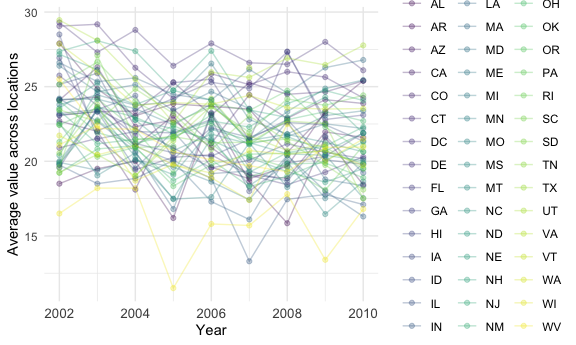 30
25
20
15
Average value across locations
2002 2004 2006 2008 2010
Year
AL LA OH
AR MA OK
AZ MD OR
CA ME PA
CO MI RI
CT MN SC
DC MO SD
DE MS TN
FL MT TX
GA NC UT
HI ND VA
IA NE VT
ID NH WA
IL NJ WI
IN NM WV